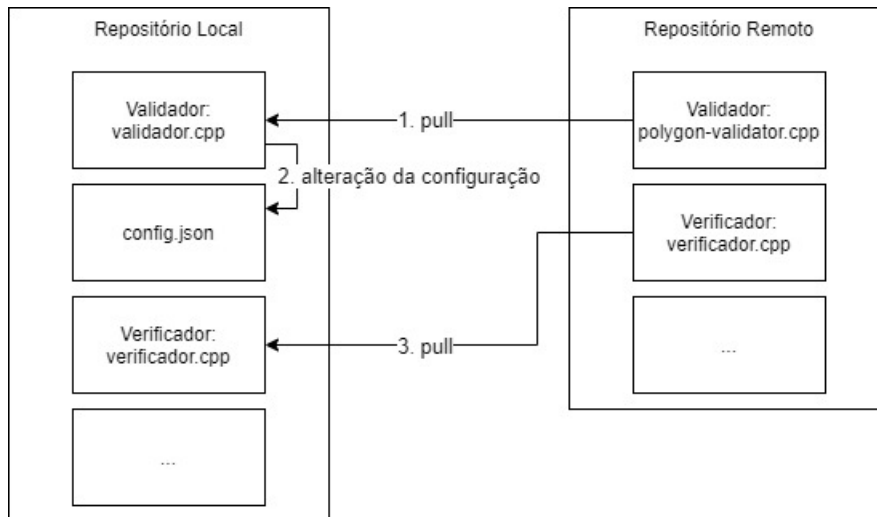 Repositório Local
Validador:
validador.cpp
config.json
Verificador:
verificador.cpp
...
1. pull
2. alteração da configuração
3. pull
Repositório Remoto
Validador:
polygon-validator.cpp
Verificador:
verificador.cpp
...